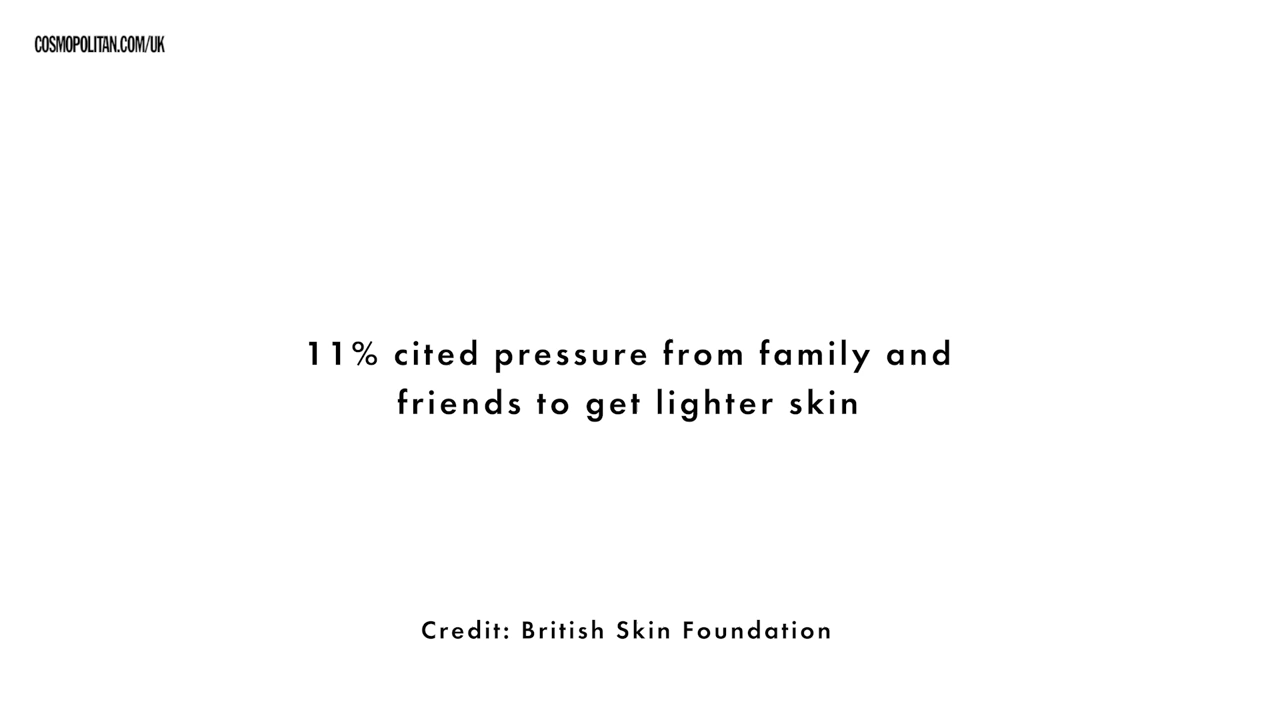 COSMOPOLITAN.COM/UK
11% cited pressure from family and
friends to get lighter skin
Credit: British Skin Foundation